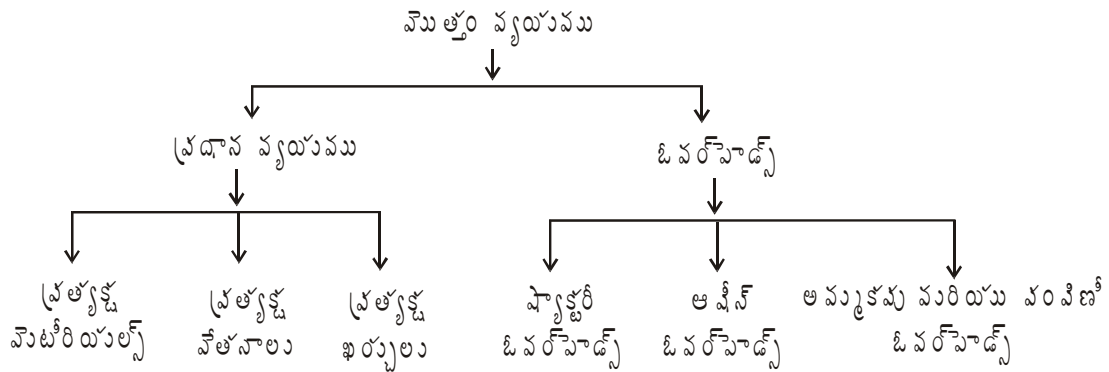 మొత్తం వ్యయము
ప్రధాన వ్యయము
ఓవర్‌హెడ్స్
ప్రత్యక్ష
మెటీరియల్స్
ప్రత్యక్ష
వేతనాలు
ప్రత్యక్ష
ఖర్చులు
ఫ్యాక్టరీ
ఓవర్‌హెడ్స్
ఆఫీస్
ఓవర్‌హెడ్స్
అమ్మకపు మరియు పంపిణీ
ఓవర్‌హెడ్స్